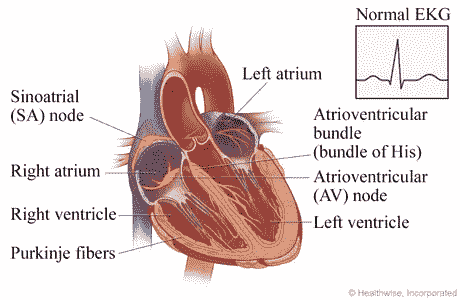 Normal EKG
Left atrium
Sinoatrial
(SA) node
Atrioventricular
bundle
(bundle of His)
Right atrium
Atrioventricular
(AV) node
Right ventricle
Left ventricle
Purkinje fibers
© Healthwise, Incorporated